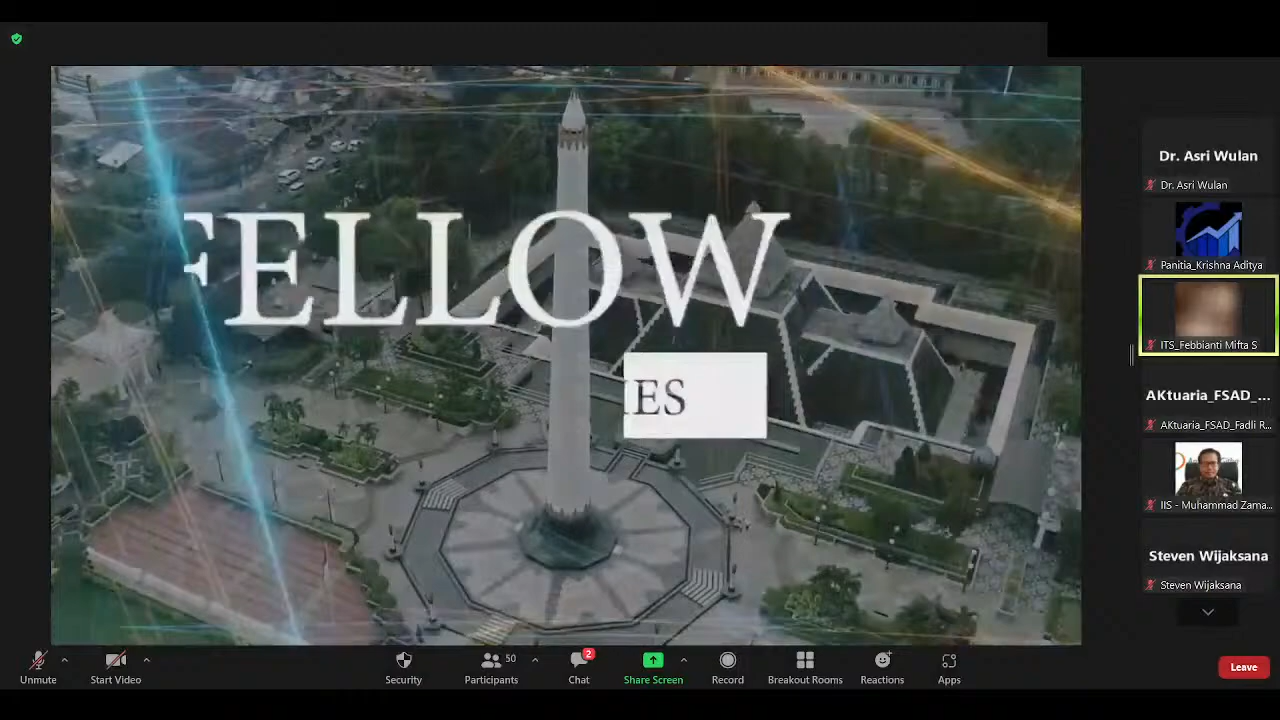 FELLOW
IES
Dr. Asri Wulan
Dr. Asri Wulan
Panitia_Krishna Aditya
ITS_Febbianti Mifta S
AKtuaria_FSAD_...
AKtuaria_FSAD_Fadli R...
IIS - Muhammad Zama...
Steven Wijaksana
Steven Wijaksana
Unmute
Start Video
Security
50
Participants
2
Chat
Share Screen
Record
Breakout Rooms
Reactions
Apps
Leave